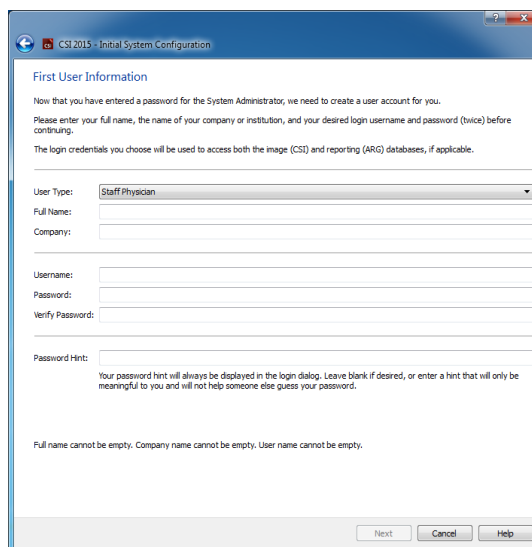 ?
X
CSI 2015 - Initial System Configuration
First User Information
Now that you have entered a password for the System Administrator, we need to create a user account for you.
Please enter your full name, the name of your company or institution, and your desired login username and password (twice) before
continuing.
The login credentials you choose will be used to access both the image (CSI) and reporting (ARG) databases, if applicable.
User Type: Staff Physician
Full Name:
Company:
Username:
Password:
Verify Password:
Password Hint:
Your password hint will always be displayed in the login dialog. Leave blank if desired, or enter a hint that will only be
meaningful to you and will not help someone else guess your password.
Full name cannot be empty. Company name cannot be empty. User name cannot be empty.
Next Cancel Help